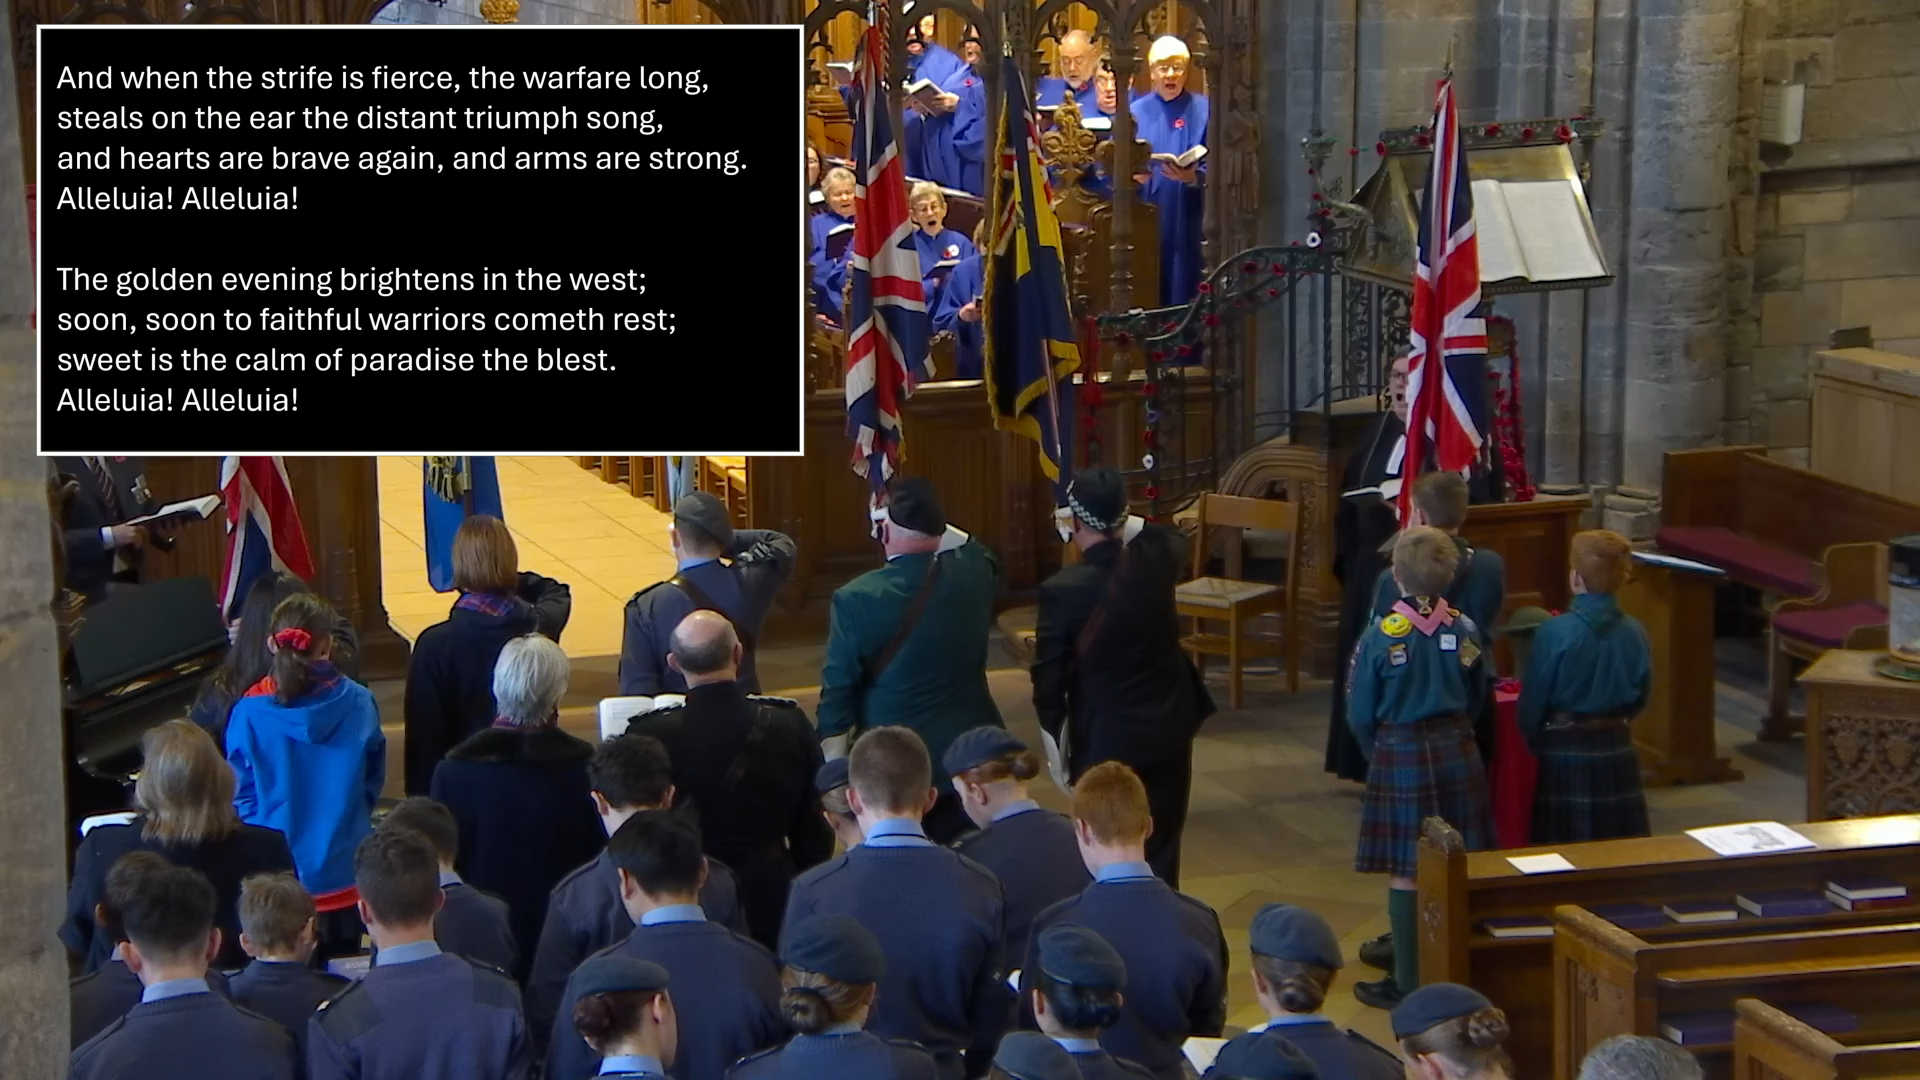 And when the strife is fierce, the warfare long,
steals on the ear the distant triumph song,
and hearts are brave again, and arms are strong.
Alleluia! Alleluia!
The golden evening brightens in the west;
soon, soon to faithful warriors cometh rest;
sweet is the calm of paradise the blest.
Alleluia! Alleluia!